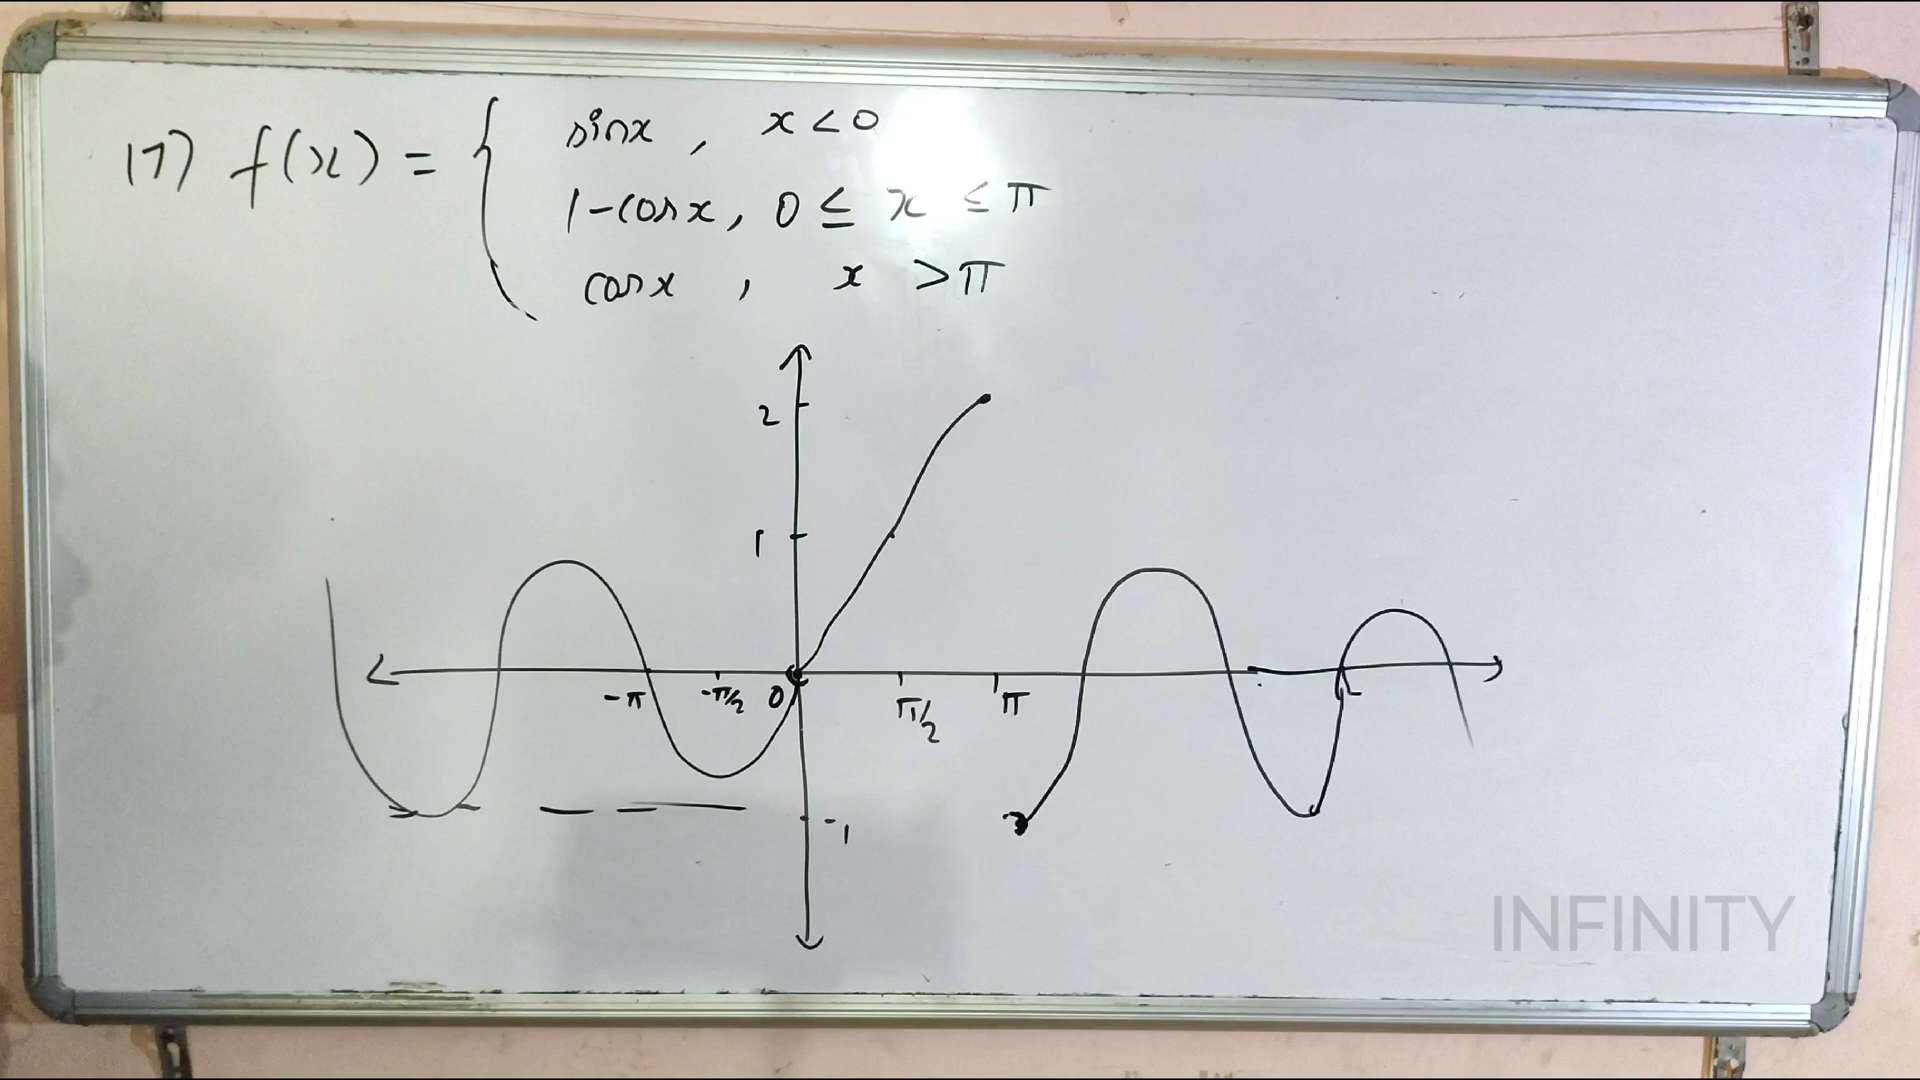 17) f(x) = { sinx , x < 0
1-cosx, 0 ≤ x ≤ π
cosx , x > π
2
1
-π -π/2 0 π/2 π
-1
INFINITY